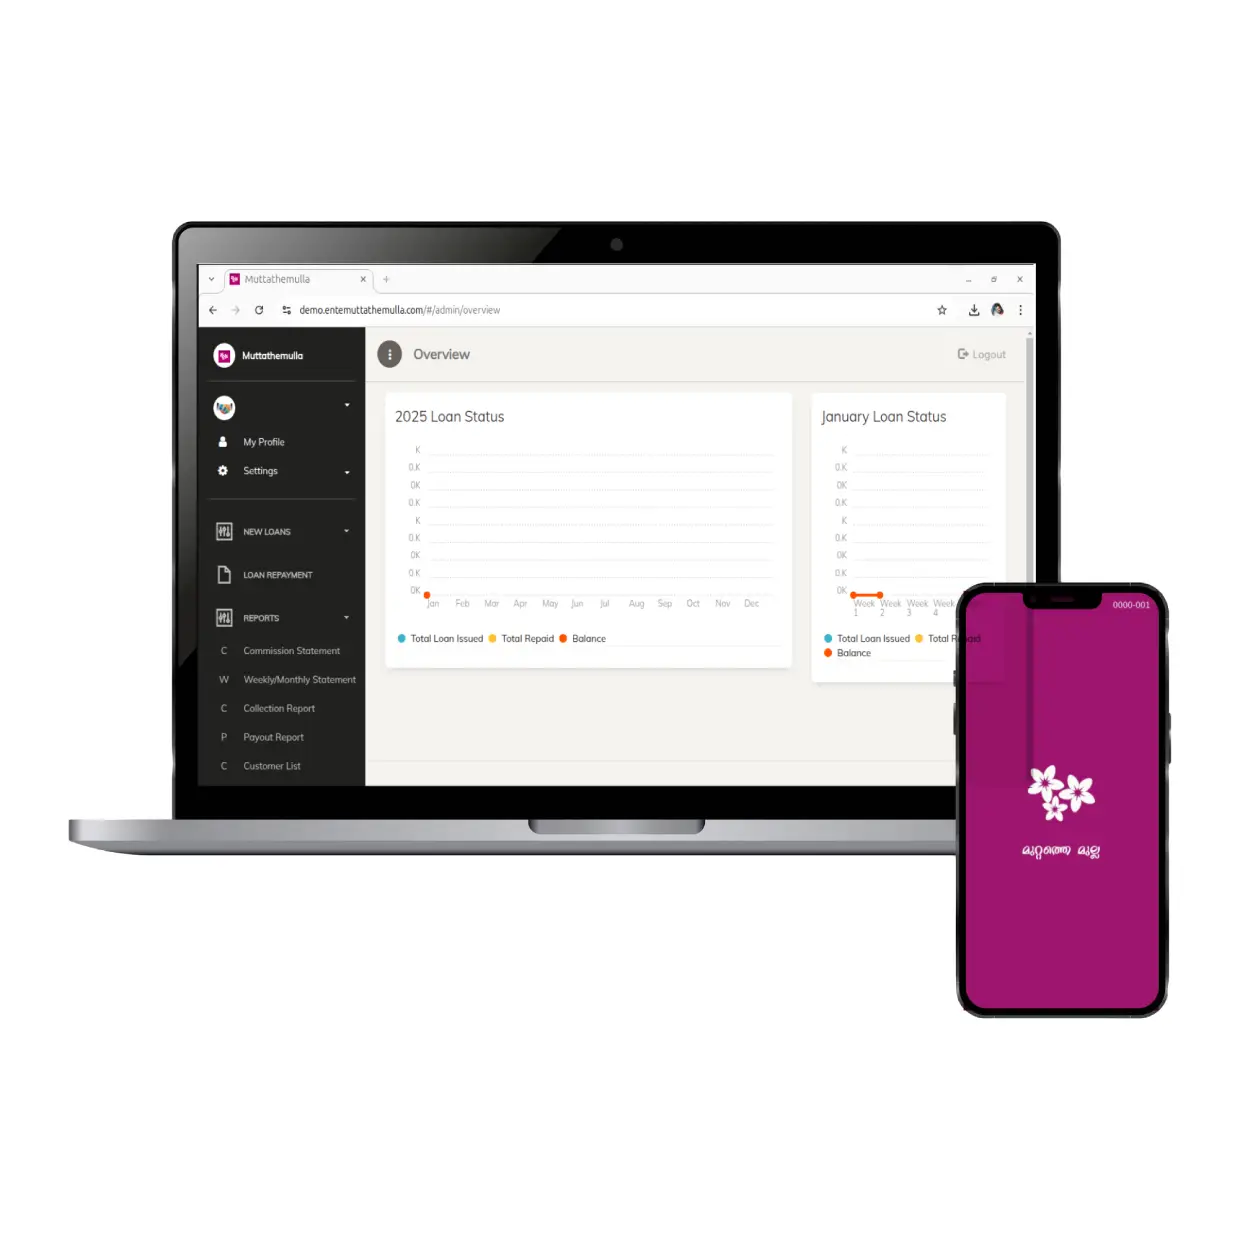 Muttathemulla
demo.entemuttathemulla.com/#/admin/overview
Muttathemulla
My Profile
Settings
NEW LOANS
LOAN REPAYMENT
REPORTS
C Commission Statement
W Weekly/Monthly Statement
C Collection Report
P Payout Report
C Customer List
Overview
Logout
2025 Loan Status
K
0.K
0K
0.K
K
0.K
0K
0.K
0K
Jan Feb Mar Apr May Jun Jul Aug Sep Oct Nov Dec
Total Loan Issued Total Repaid Balance
January Loan Status
K
0.K
0K
0.K
K
0.K
0K
0.K
0K
Week Week Week Week
1 2 3 4
Total Loan Issued Total Repaid
Balance
0000-001
മുറ്റത്തെ മുല്ല